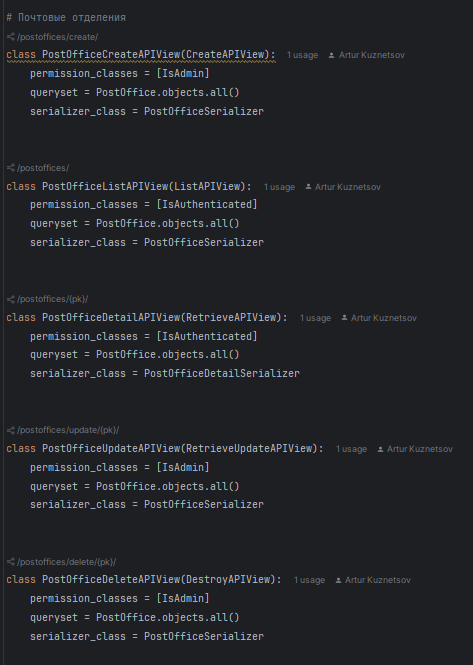 # Почтовые отделения
/postoffices/create/
class PostOfficeCreateAPIView(CreateAPIView): 1 usage Artur Kuznetsov
permission_classes = [IsAdmin]
queryset = PostOffice.objects.all()
serializer_class = PostOfficeSerializer
/postoffices/
class PostOfficeListAPIView(ListAPIView): 1 usage Artur Kuznetsov
permission_classes = [IsAuthenticated]
queryset = PostOffice.objects.all()
serializer_class = PostOfficeSerializer
/postoffices/{pk}/
class PostOfficeDetailAPIView(RetrieveAPIView): 1 usage Artur Kuznetsov
permission_classes = [IsAuthenticated]
queryset = PostOffice.objects.all()
serializer_class = PostOfficeDetailSerializer
/postoffices/update/{pk}/
class PostOfficeUpdateAPIView(RetrieveUpdateAPIView): 1 usage Artur Kuznetsov
permission_classes = [IsAdmin]
queryset = PostOffice.objects.all()
serializer_class = PostOfficeSerializer
/postoffices/delete/{pk}/
class PostOfficeDeleteAPIView(DestroyAPIView): 1 usage Artur Kuznetsov
permission_classes = [IsAdmin]
queryset = PostOffice.objects.all()
serializer_class = PostOfficeSerializer